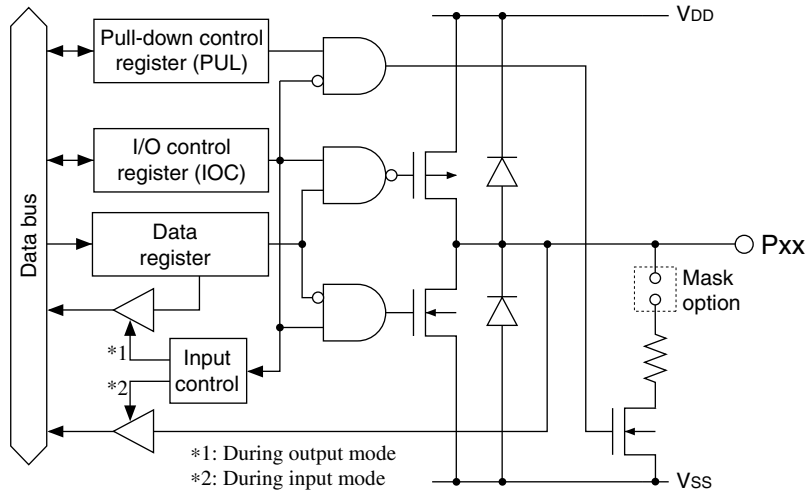 VDD
Pull-down control
register (PUL)
I/O control
register (IOC)
Data bus
Data
register
Pxx
Mask
option
*1
Input
control
*2
*1: During output mode
*2: During input mode
VSS